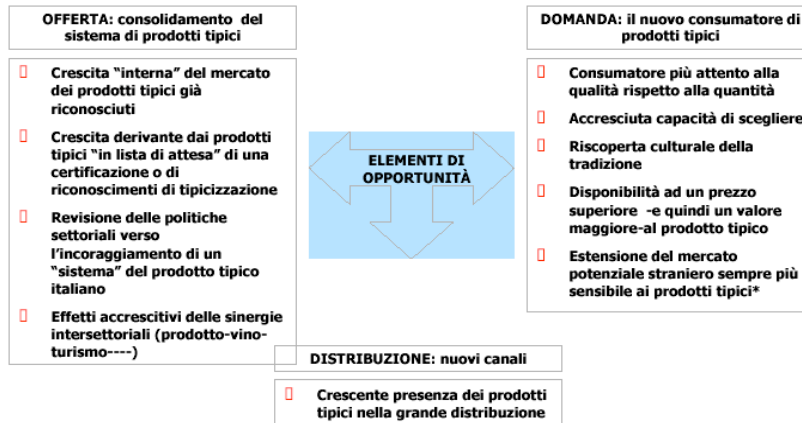 OFFERTA: consolidamento del
sistema di prodotti tipici
Crescita “interna” del mercato
dei prodotti tipici già
riconosciuti
Crescita derivante dai prodotti
tipici “in lista di attesa” di una
certificazione o di
riconoscimenti di tipicizzazione
Revisione delle politiche
settoriali verso
l’incoraggiamento di un
“sistema” del prodotto tipico
italiano
Effetti accrescitivi delle sinergie
intersettoriali (prodotto-vino-
turismo----)
ELEMENTI DI
OPPORTUNITÀ
DOMANDA: il nuovo consumatore di
prodotti tipici
Consumatore più attento alla
qualità rispetto alla quantità
Accresciuta capacità di scegliere
Riscoperta culturale della
tradizione
Disponibilità ad un prezzo
superiore -e quindi un valore
maggiore-al prodotto tipico
Estensione del mercato
potenziale straniero sempre più
sensibile ai prodotti tipici*
DISTRIBUZIONE: nuovi canali
Crescente presenza dei prodotti
tipici nella grande distribuzione